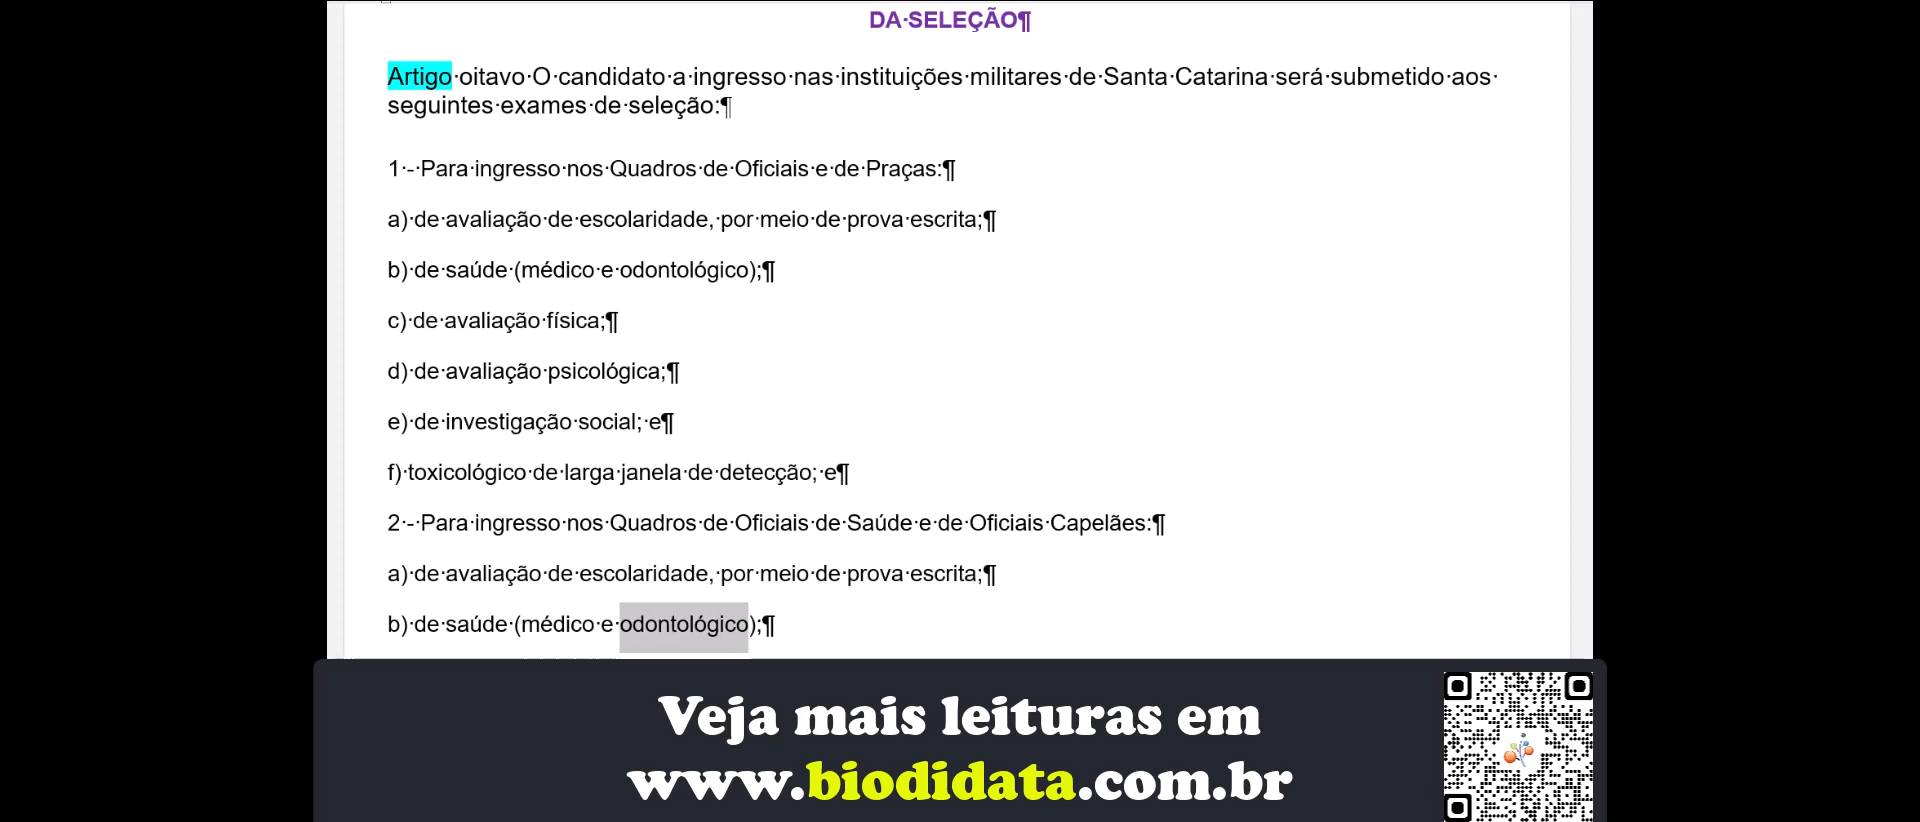 DA SELEÇÃO¶
Artigo oitavo O candidato a ingresso nas instituições militares de Santa Catarina será submetido aos
seguintes exames de seleção:¶
1 - Para ingresso nos Quadros de Oficiais e de Praças:¶
a) de avaliação de escolaridade, por meio de prova escrita;¶
b) de saúde (médico e odontológico);¶
c) de avaliação física;¶
d) de avaliação psicológica;¶
e) de investigação social; e¶
f) toxicológico de larga janela de detecção; e¶
2 - Para ingresso nos Quadros de Oficiais de Saúde e de Oficiais Capelães:¶
a) de avaliação de escolaridade, por meio de prova escrita;¶
b) de saúde (médico e odontológico);¶
Veja mais leituras em
www.biodidata.com.br